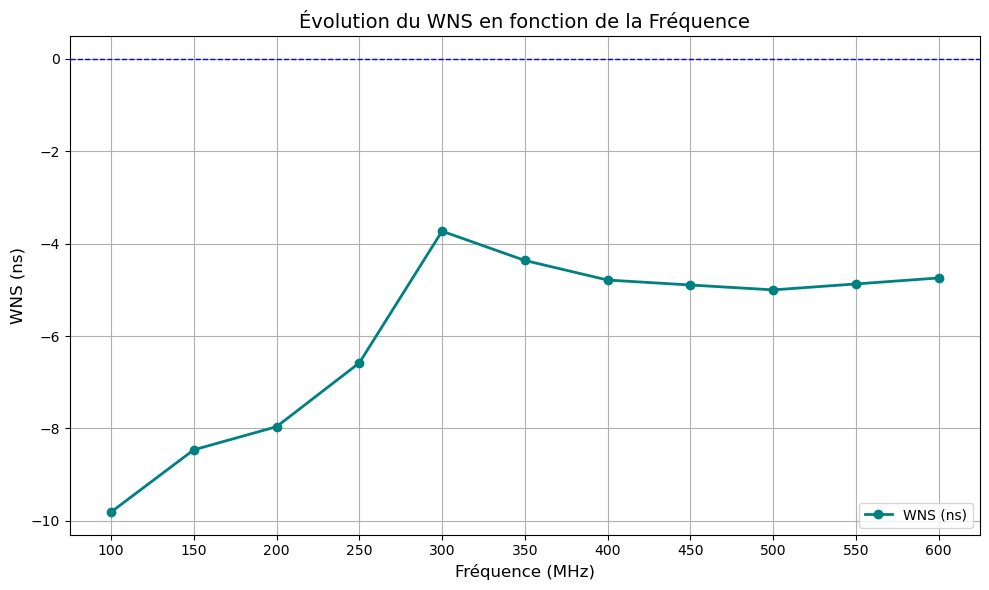 Évolution du WNS en fonction de la Fréquence
WNS (ns)
0
−2
−4
−6
−8
−10
100 150 200 250 300 350 400 450 500 550 600
Fréquence (MHz)
WNS (ns)